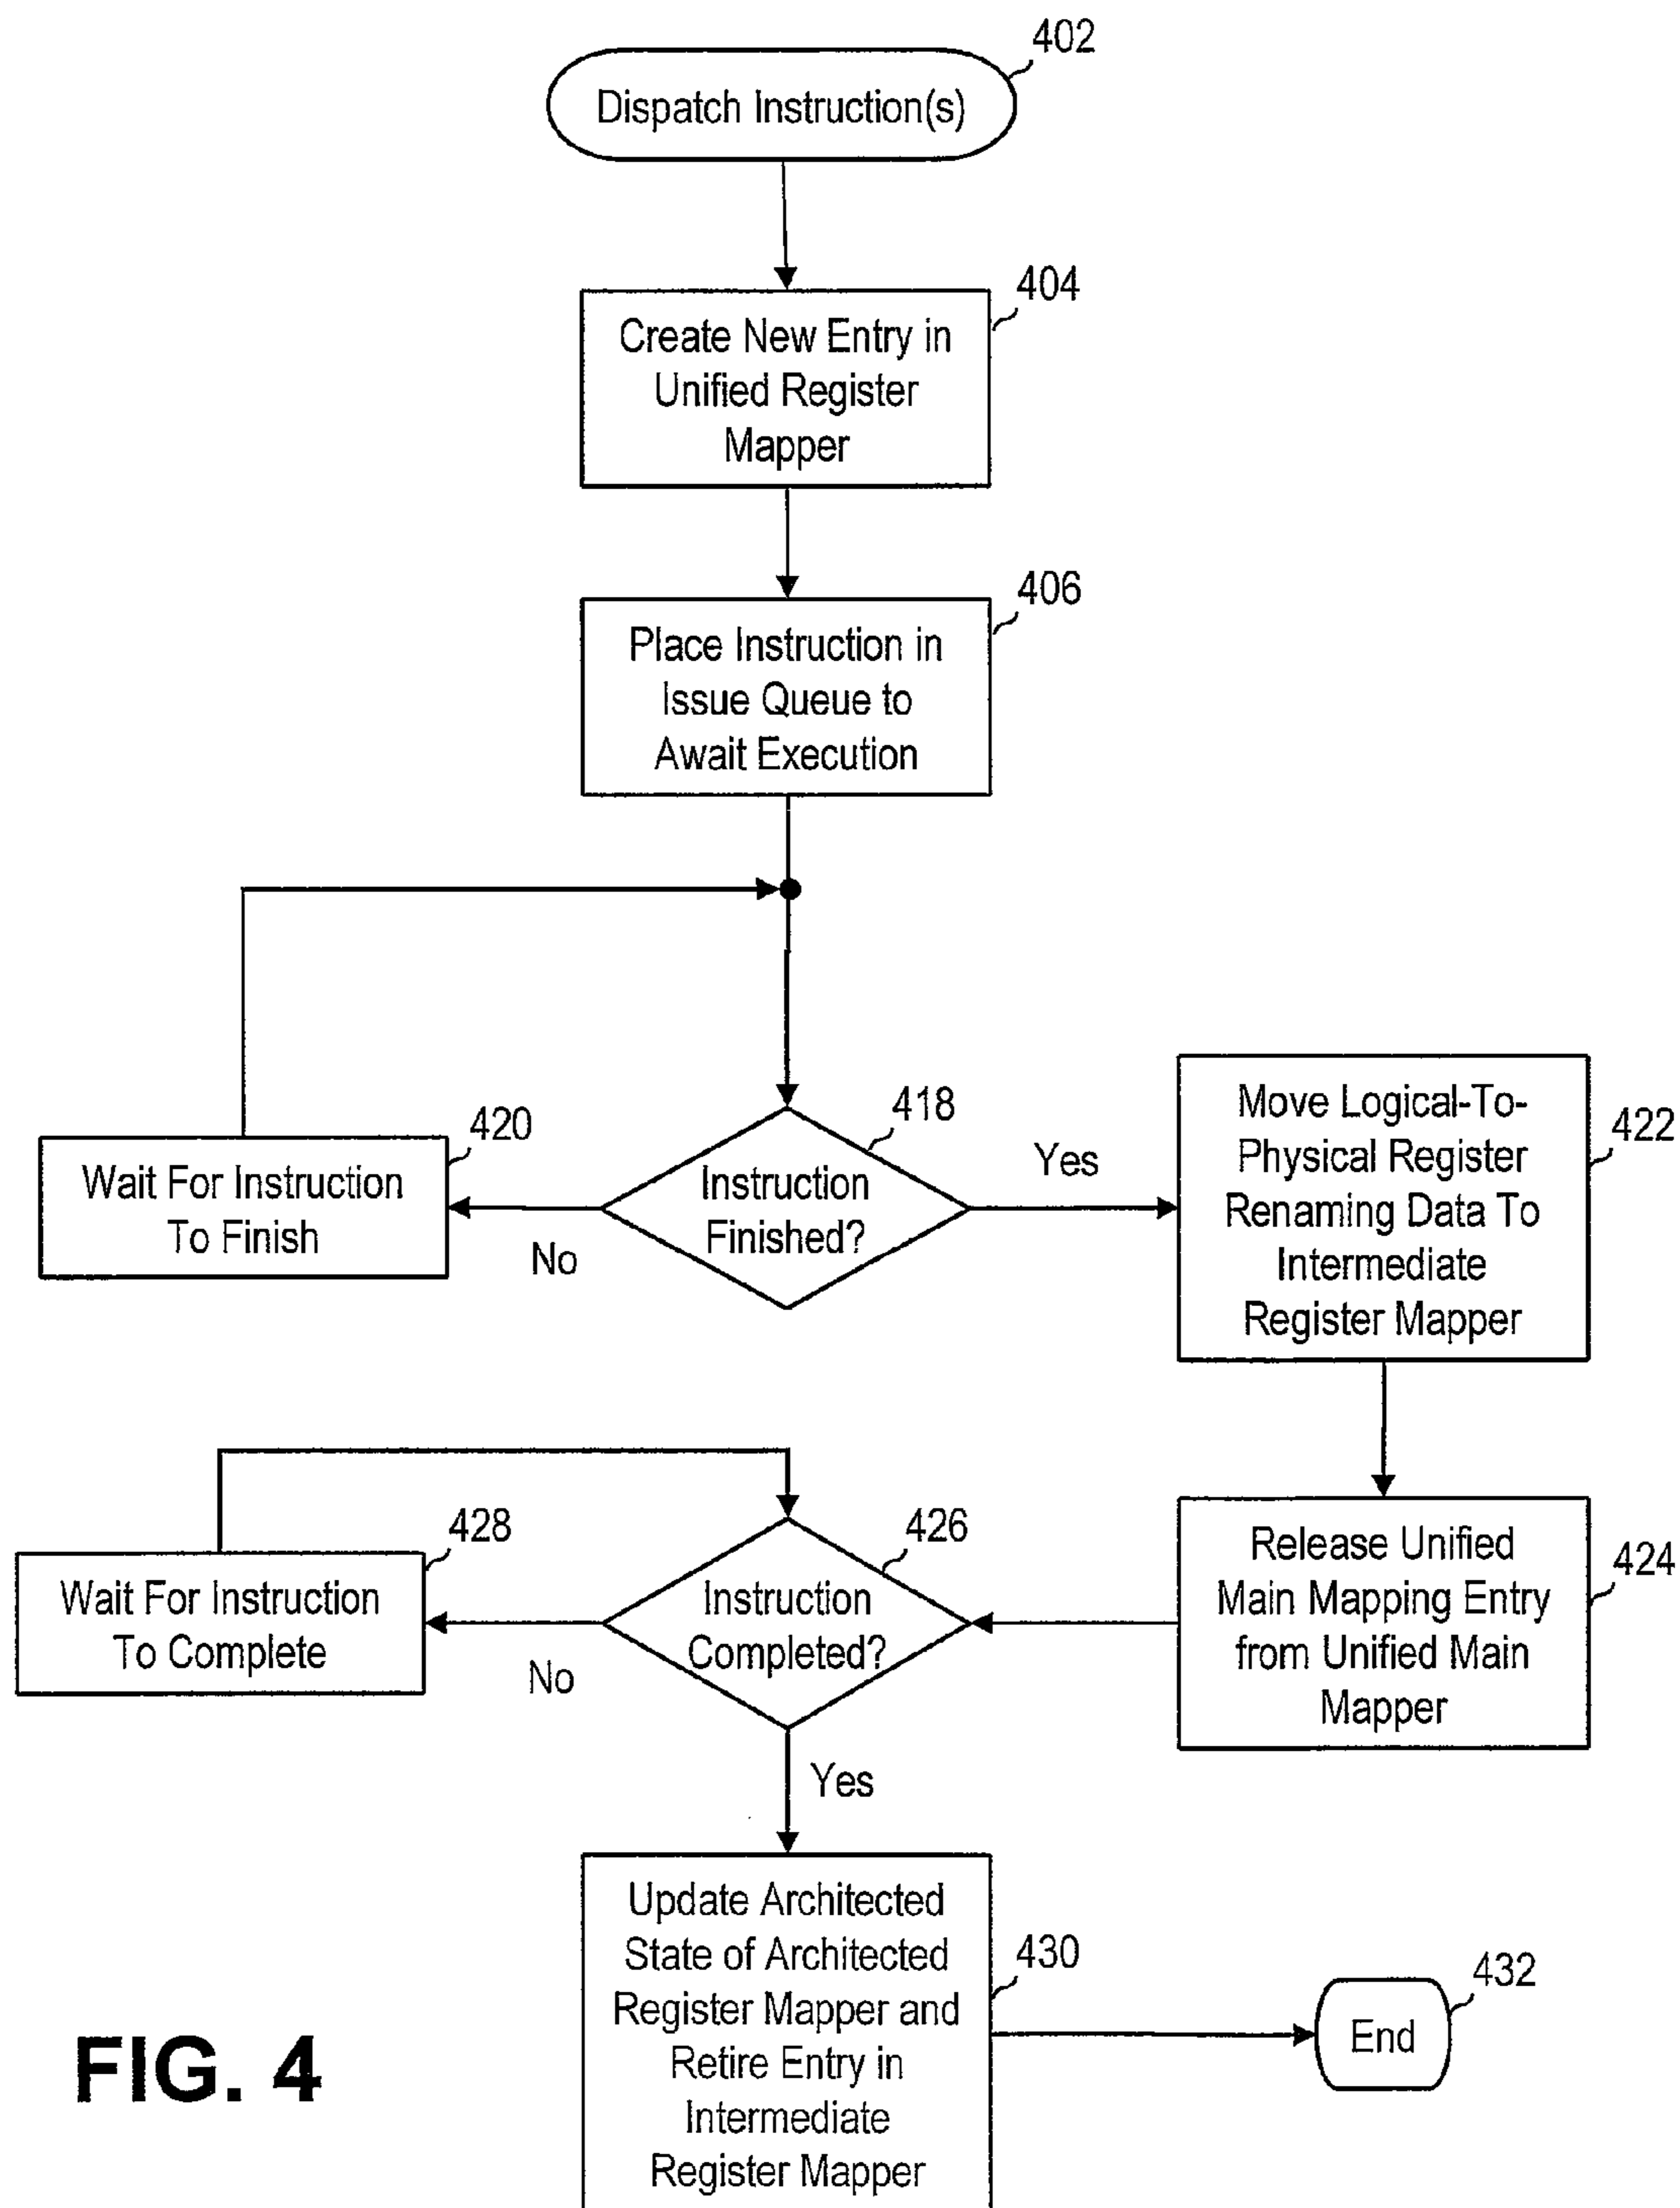 402
Dispatch Instruction(s)
404
Create New Entry in
Unified Register
Mapper
406
Place Instruction in
Issue Queue to
Await Execution
418
Instruction
Finished?
Yes
No
420
Wait For Instruction
To Finish
422
Move Logical-To-
Physical Register
Renaming Data To
Intermediate
Register Mapper
424
Release Unified
Main Mapping Entry
from Unified Main
Mapper
426
Instruction
Completed?
No
428
Wait For Instruction
To Complete
Yes
430
Update Architected
State of Architected
Register Mapper and
Retire Entry in
Intermediate
Register Mapper
432
End
FIG. 4